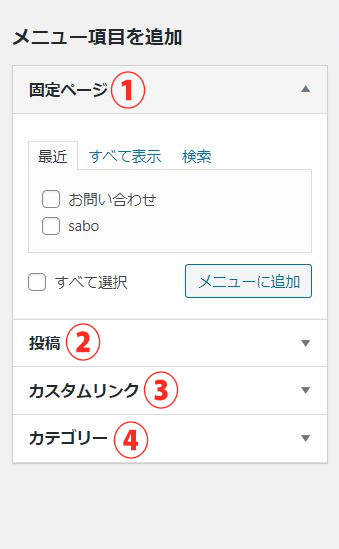 メニュー項目を追加
固定ページ 1
最近 すべて表示 検索
お問い合わせ
sabo
すべて選択 メニューに追加
投稿 2
カスタムリンク 3
カテゴリー 4